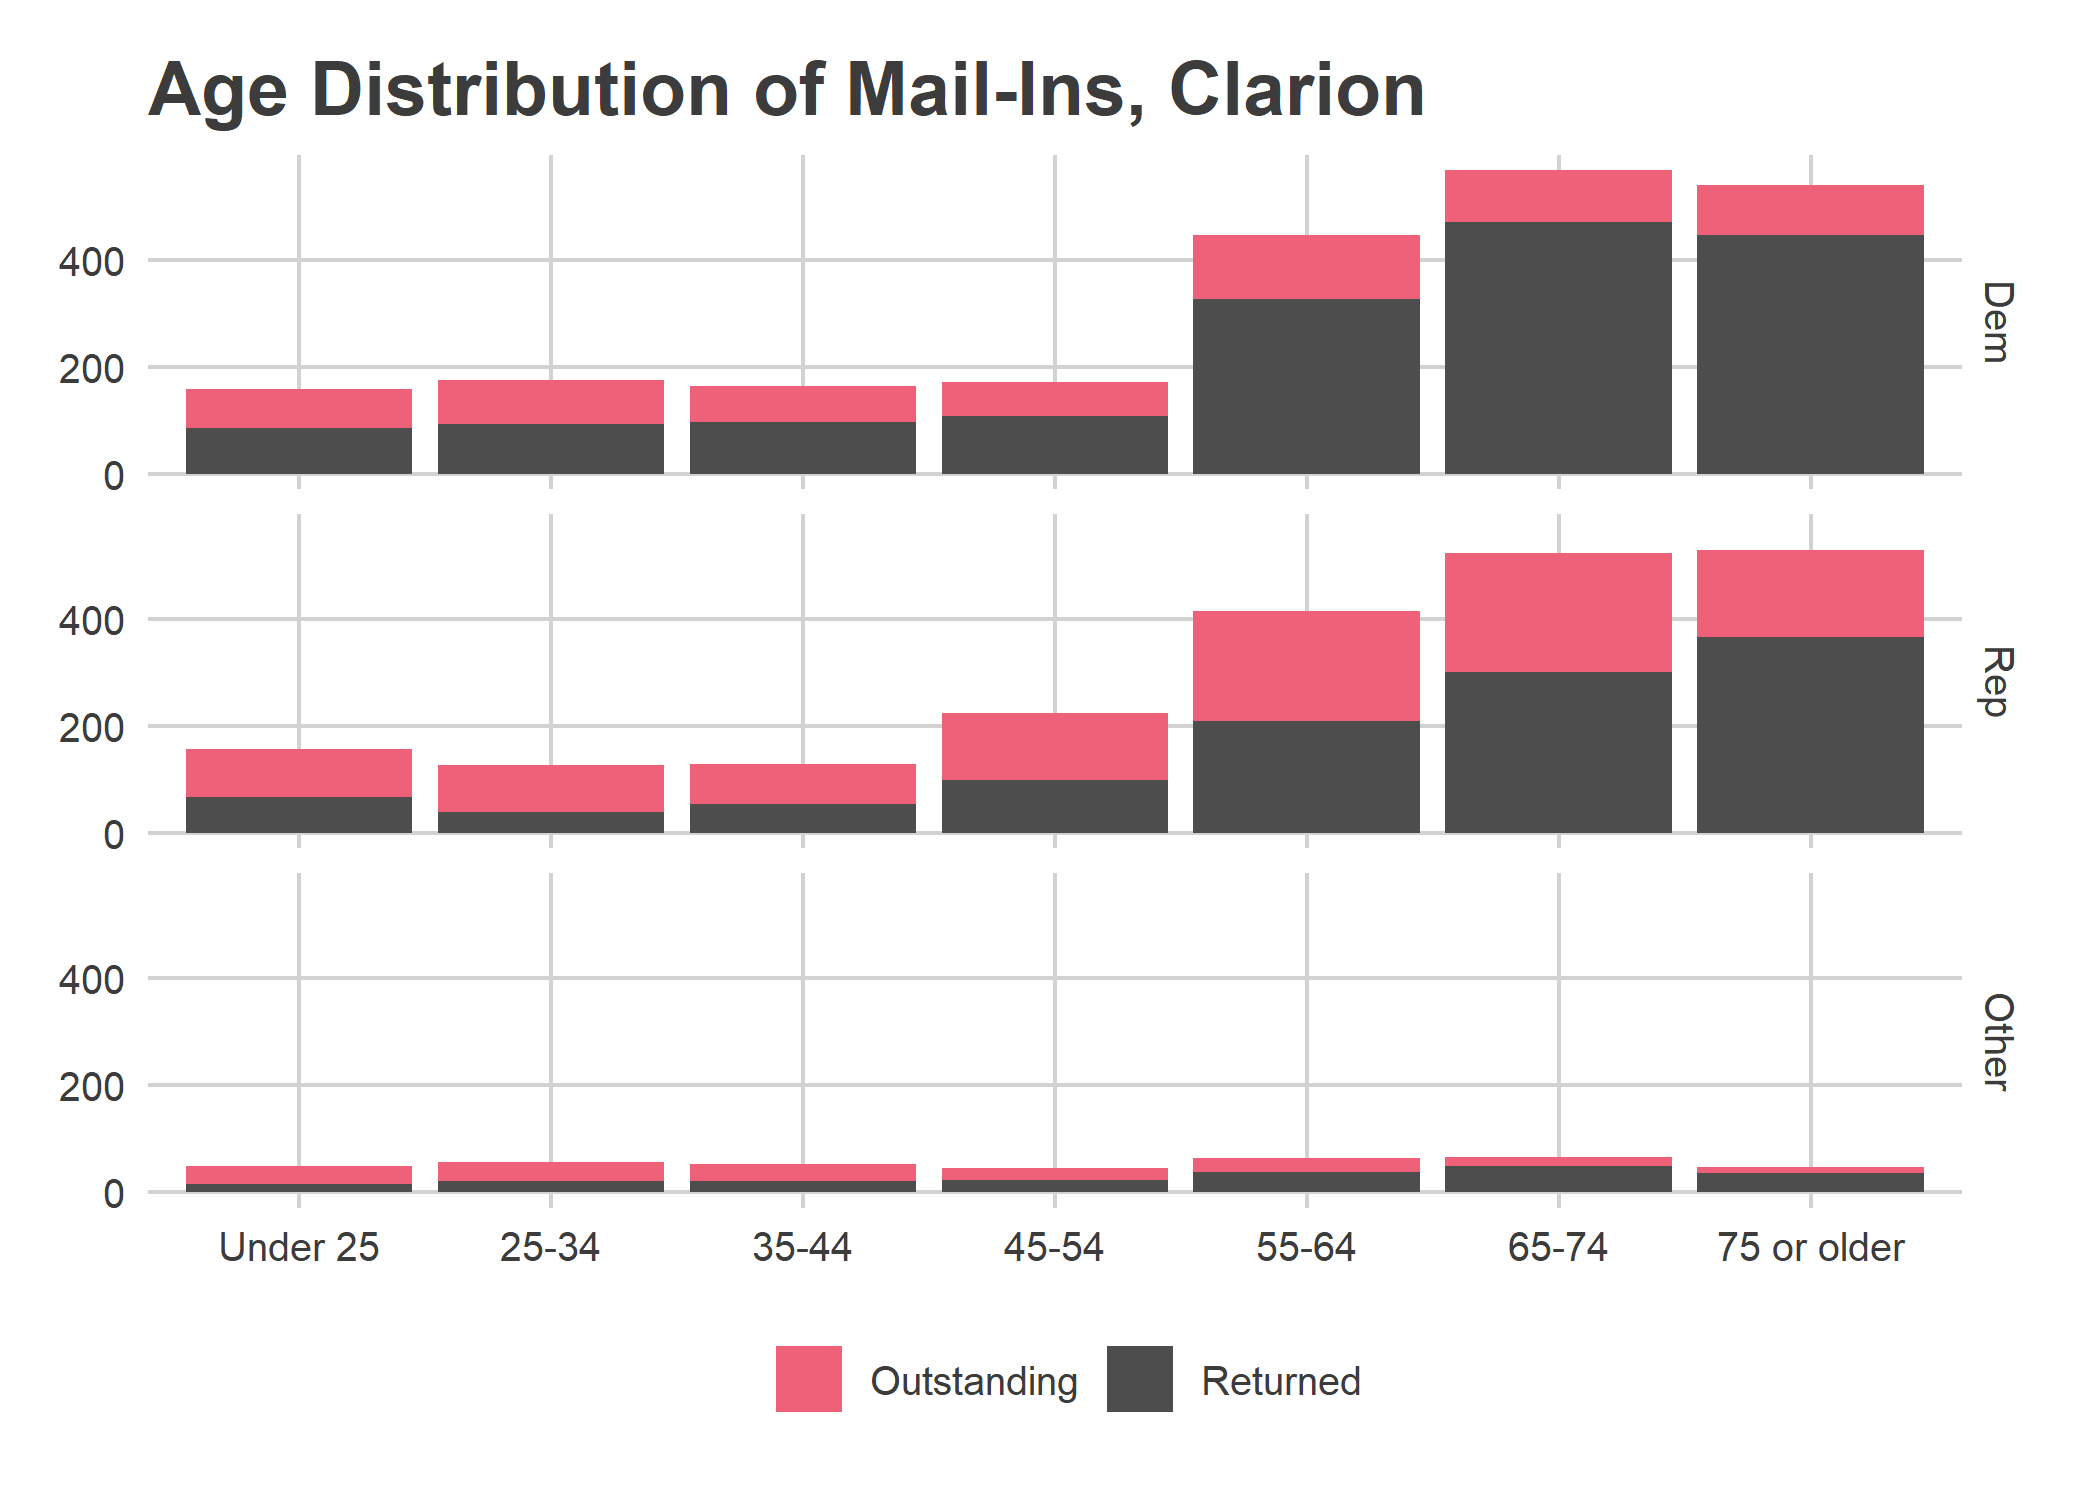 Age Distribution of Mail-Ins, Clarion
400
200
0
Dem
400
200
0
Rep
400
200
0
Other
Under 25 25-34 35-44 45-54 55-64 65-74 75 or older
Outstanding Returned